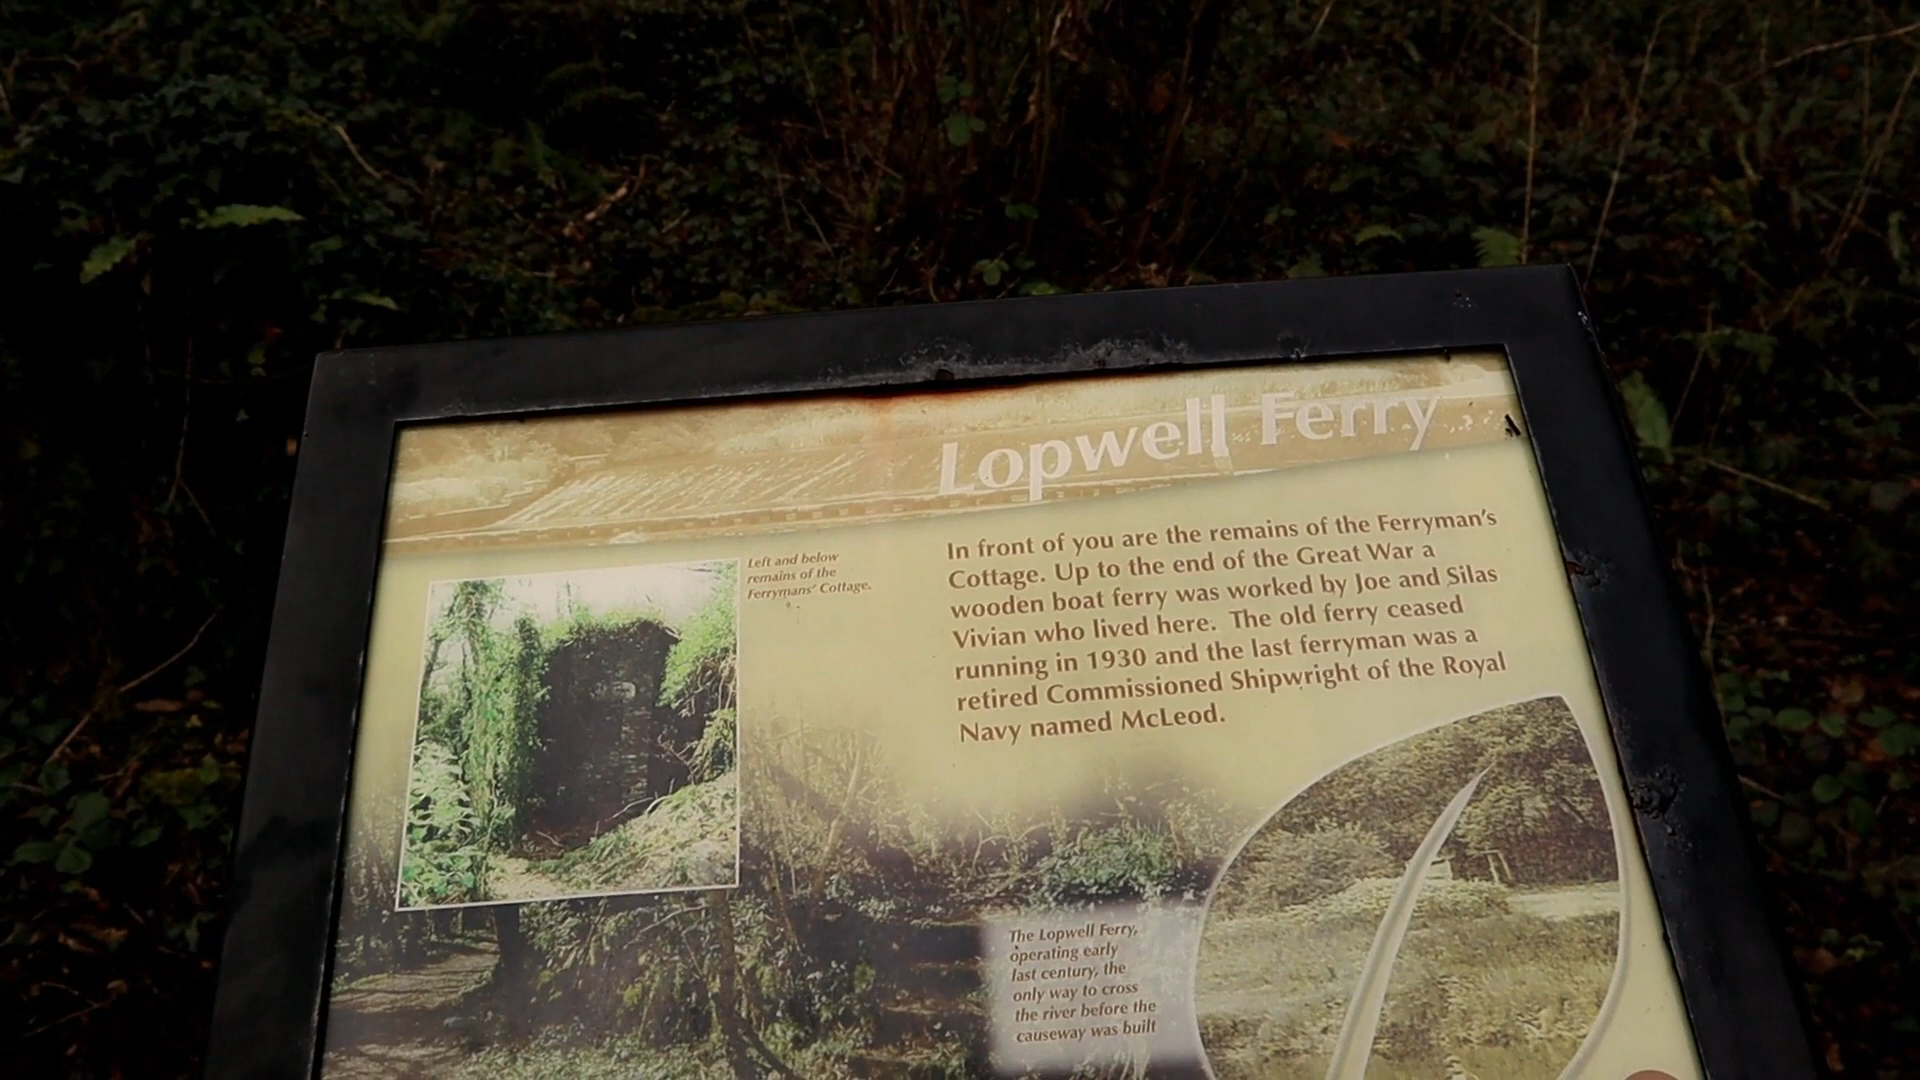 Lopwell Ferry
In front of you are the remains of the Ferryman's
Cottage. Up to the end of the Great War a
wooden boat ferry was worked by Joe and Silas
Vivian who lived here. The old ferry ceased
running in 1930 and the last ferryman was a
retired Commissioned Shipwright of the Royal
Navy named McLeod.
Left and below
remains of the
Ferrymans' Cottage.
The Lopwell Ferry,
operating early
last century, the
only way to cross
the river before the
causeway was built